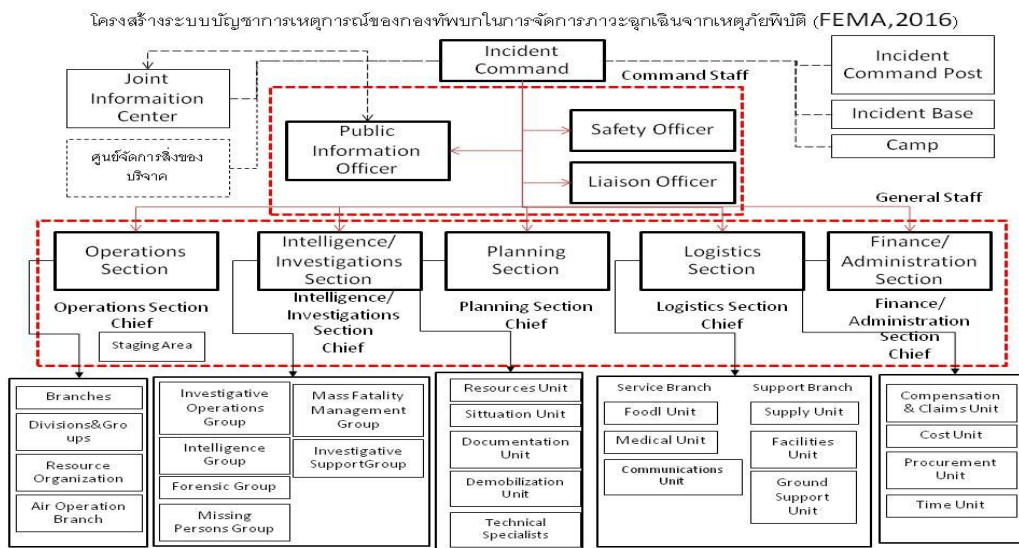 โครงสร้างระบบบัญชาการเหตุการณ์ของกองทัพบกในการจัดการภาวะฉุกเฉินจากเหตุภัยพิบัติ (FEMA,2016)
Incident
Command
Command Staff
Joint
Informaition
Center
Incident
Command Post
Incident Base
Camp
Public
Information
Officer
Safety Officer
Liaison Officer
ศูนย์จัดการสิ่งของ
บริจาค
General Staff
Operations
Section
Intelligence/
Investigations
Section
Planning
Section
Logistics
Section
Finance/
Administration
Section
Operations Section
Chief
Intelligence/
Investigations
Section
Chief
Planning Section
Chief
Logistics Section
Chief
Finance/
Administration
Section
Chief
Staging Area
Branches
Divisions&Groups
Resource
Organization
Air Operation
Branch
Investigative
Operations
Group
Intelligence
Group
Forensic Group
Missing
Persons Group
Mass Fatality
Management
Group
Investigative
SupportGroup
Resources Unit
Sittuation Unit
Documentation
Unit
Demobilization
Unit
Technical
Specialists
Service Branch
Foodl Unit
Medical Unit
Communications
Unit
Support Branch
Supply Unit
Facilities
Unit
Ground
Support
Unit
Compensation
& Claims Unit
Cost Unit
Procurement
Unit
Time Unit